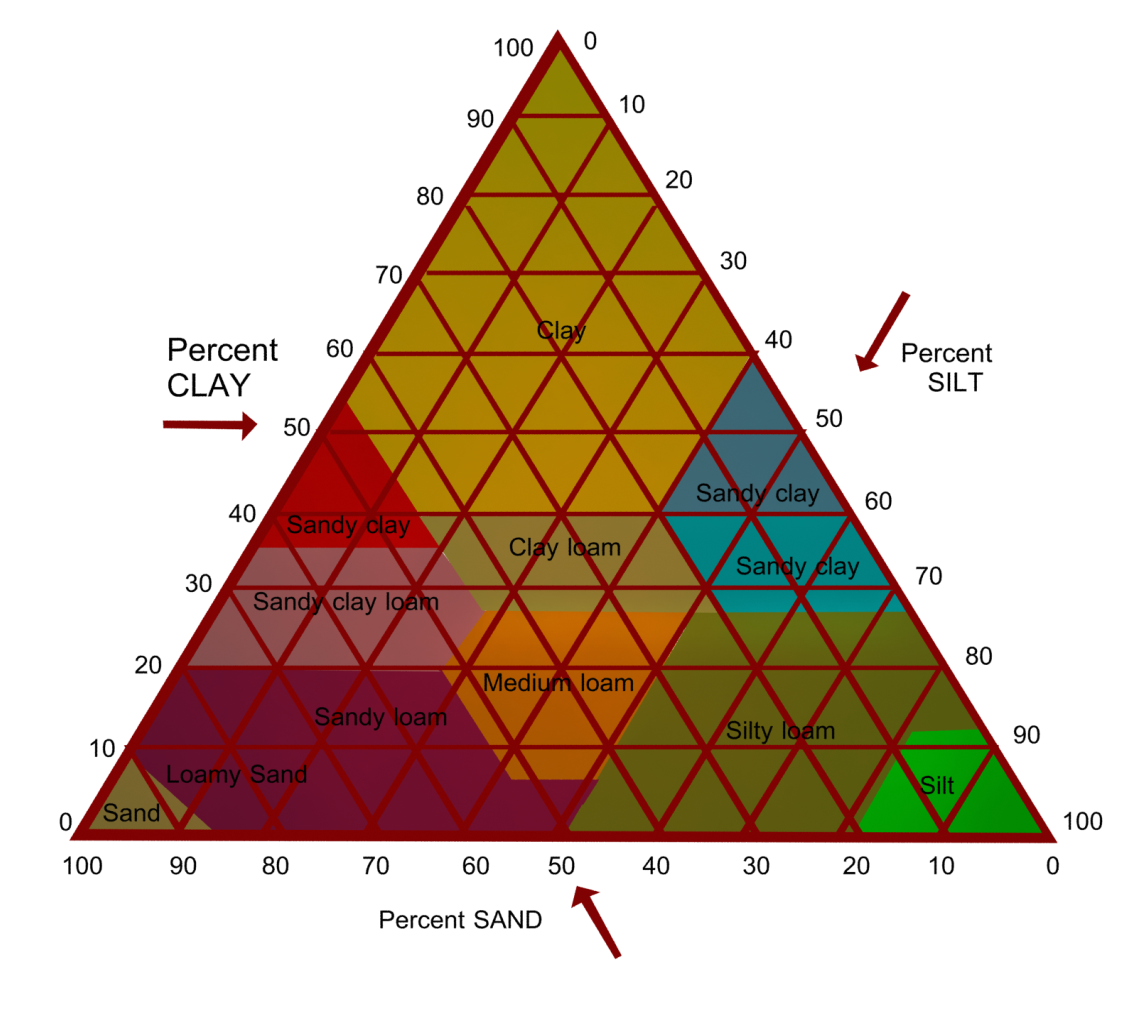 100
0
10
90
20
80
30
70
Clay
40
60
Percent
CLAY
Percent
SILT
50
50
Sandy clay
60
40
Sandy clay
Clay loam
Sandy clay
70
30
Sandy clay loam
80
20
Medium loam
Sandy loam
Silty loam
90
10
Loamy Sand
Silt
Sand
0
100
100 90 80 70 60 50 40 30 20 10 0
Percent SAND